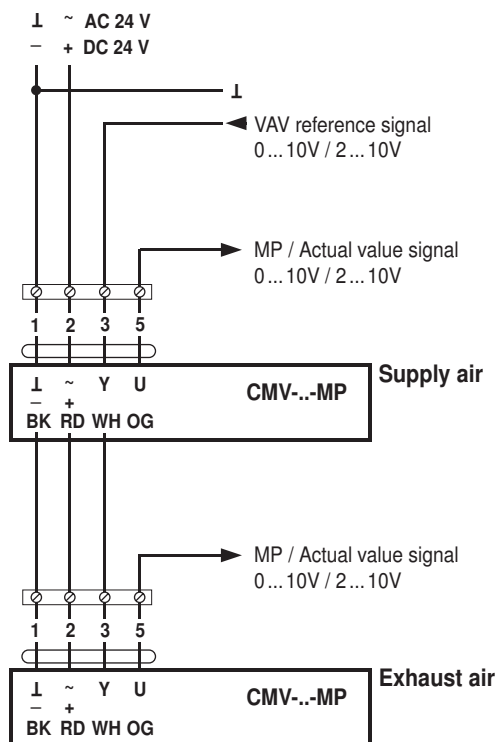 ⊥ ~ AC 24 V
– + DC 24 V
⊥
VAV reference signal
0 ... 10V / 2 ... 10V
MP / Actual value signal
0 ... 10V / 2 ... 10V
1 2 3 5
Supply air
⊥ ~ Y U
CMV-..-MP
– +
BK RD WH OG
MP / Actual value signal
0 ... 10V / 2 ... 10V
1 2 3 5
Exhaust air
⊥ ~ Y U
CMV-..-MP
– +
BK RD WH OG